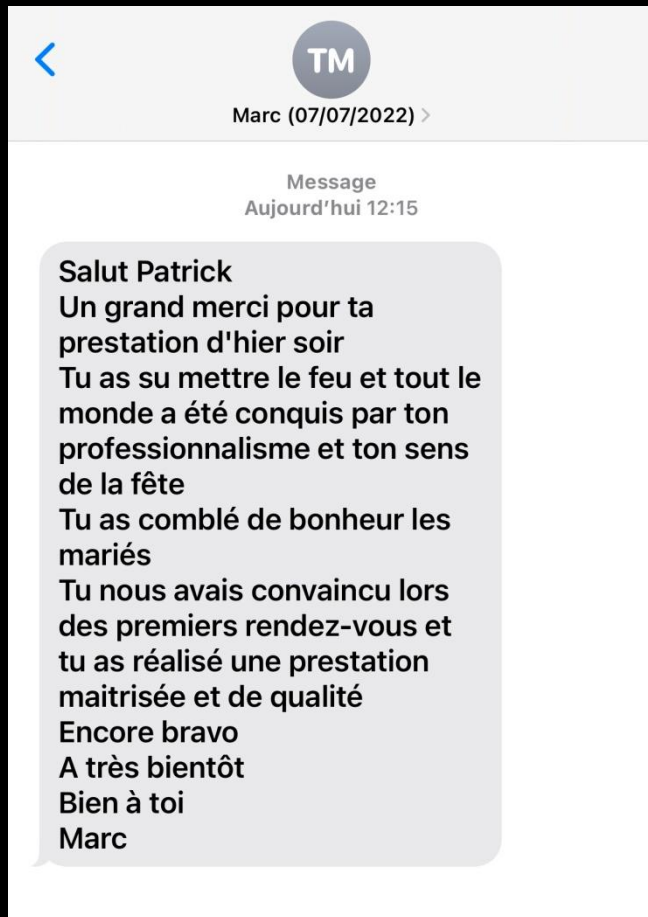 TM
Marc (07/07/2022)
Message
Aujourd'hui 12:15
Salut Patrick
Un grand merci pour ta
prestation d'hier soir
Tu as su mettre le feu et tout le
monde a été conquis par ton
professionnalisme et ton sens
de la fête
Tu as comblé de bonheur les
mariés
Tu nous avais convaincu lors
des premiers rendez-vous et
tu as réalisé une prestation
maitrisée et de qualité
Encore bravo
A très bientôt
Bien à toi
Marc